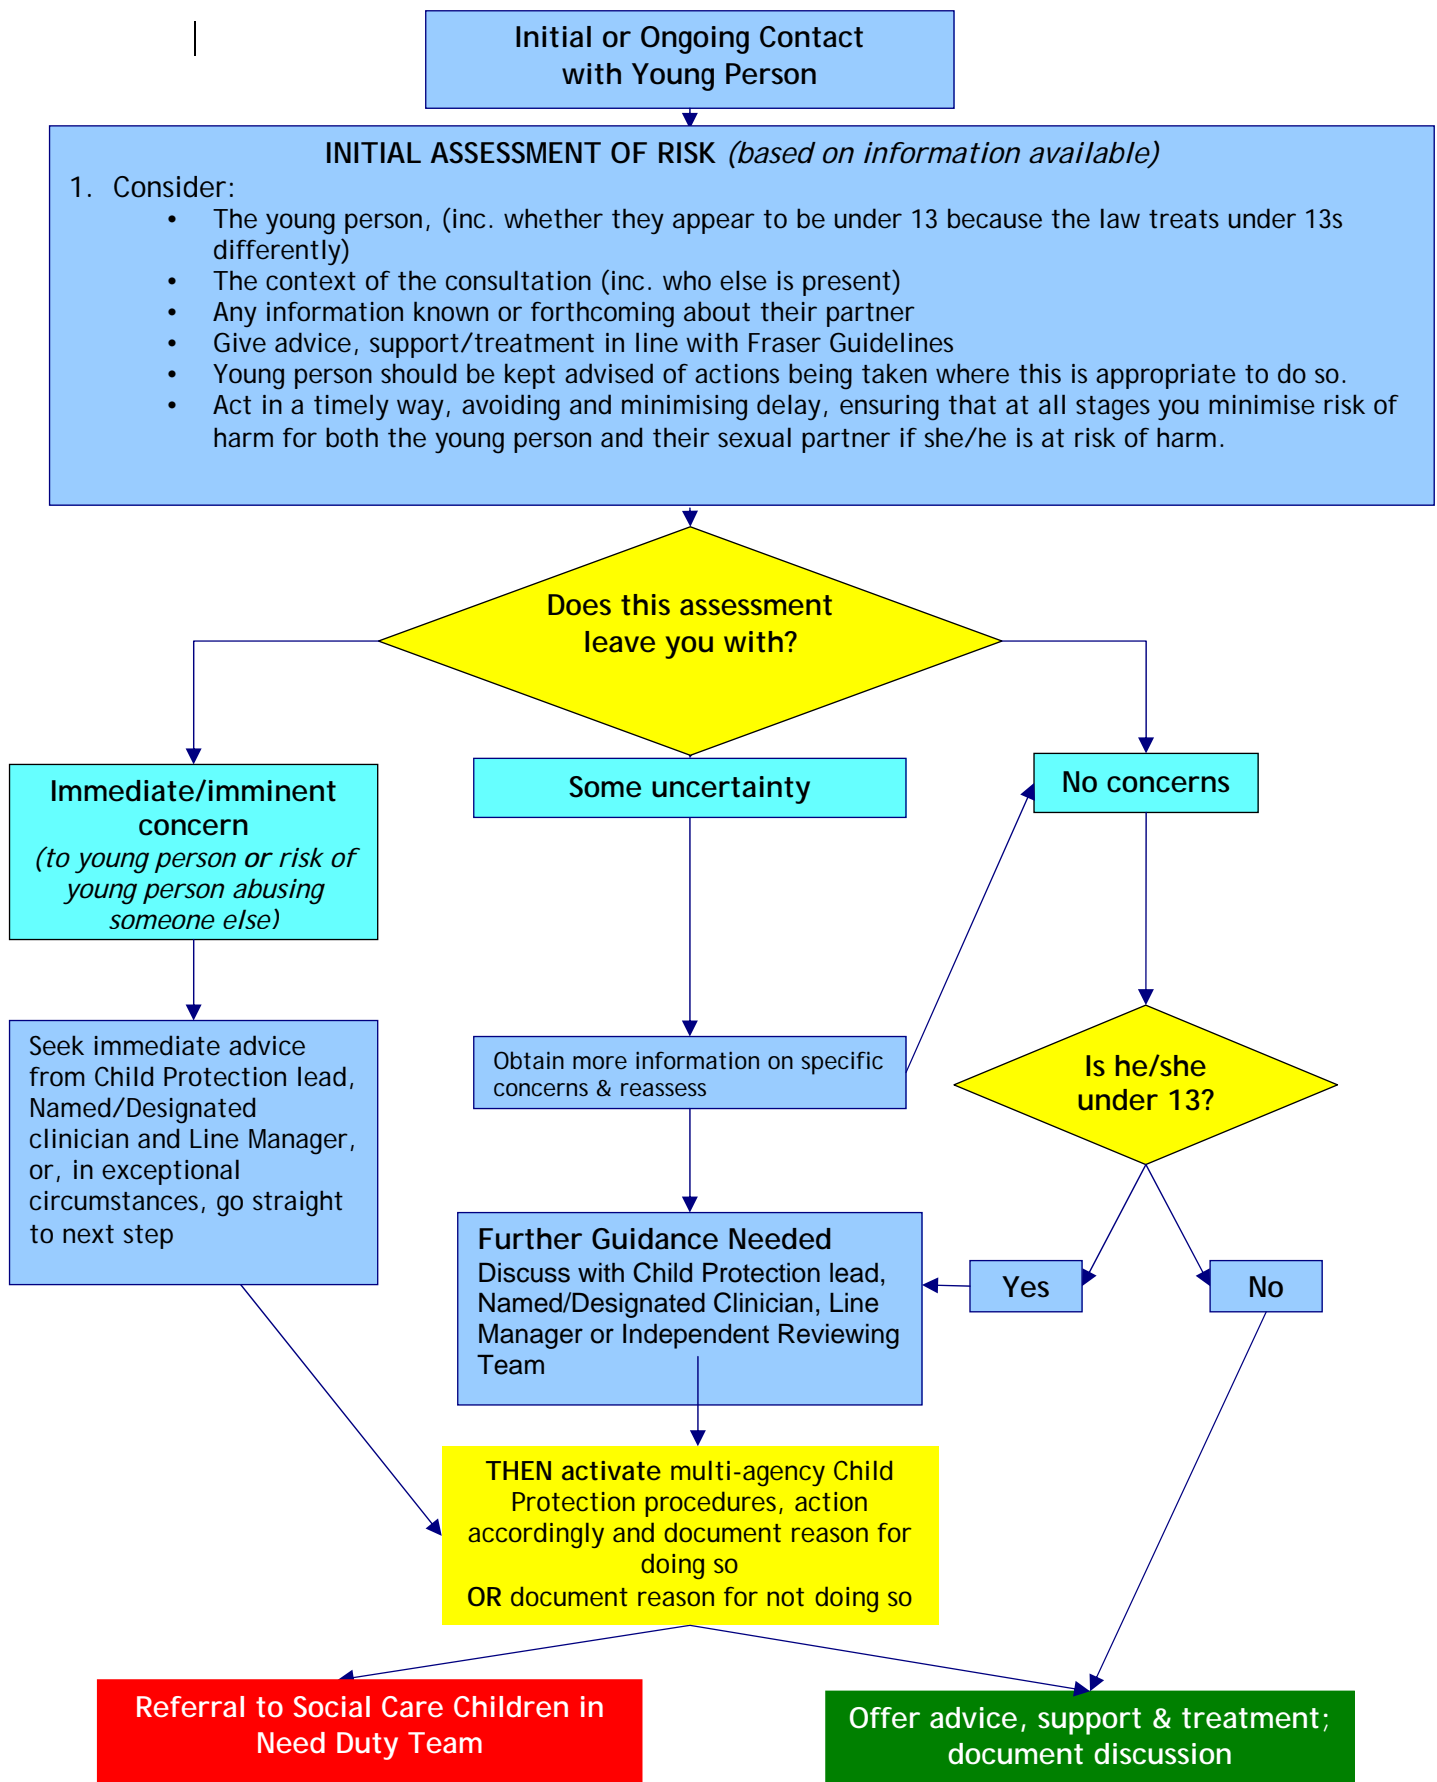 Initial or Ongoing Contact
with Young Person
INITIAL ASSESSMENT OF RISK (based on information available)
1. Consider:
• The young person, (inc. whether they appear to be under 13 because the law treats under 13s
differently)
• The context of the consultation (inc. who else is present)
• Any information known or forthcoming about their partner
• Give advice, support/treatment in line with Fraser Guidelines
• Young person should be kept advised of actions being taken where this is appropriate to do so.
• Act in a timely way, avoiding and minimising delay, ensuring that at all stages you minimise risk of
harm for both the young person and their sexual partner if she/he is at risk of harm.
Does this assessment
leave you with?
Immediate/imminent
concern
(to young person or risk of
young person abusing
someone else)
Some uncertainty
No concerns
Seek immediate advice
from Child Protection lead,
Named/Designated
clinician and Line Manager,
or, in exceptional
circumstances, go straight
to next step
Obtain more information on specific
concerns & reassess
Is he/she
under 13?
Further Guidance Needed
Discuss with Child Protection lead,
Named/Designated Clinician, Line
Manager or Independent Reviewing
Team
Yes
No
THEN activate multi-agency Child
Protection procedures, action
accordingly and document reason for
doing so
OR document reason for not doing so
Referral to Social Care Children in
Need Duty Team
Offer advice, support & treatment;
document discussion